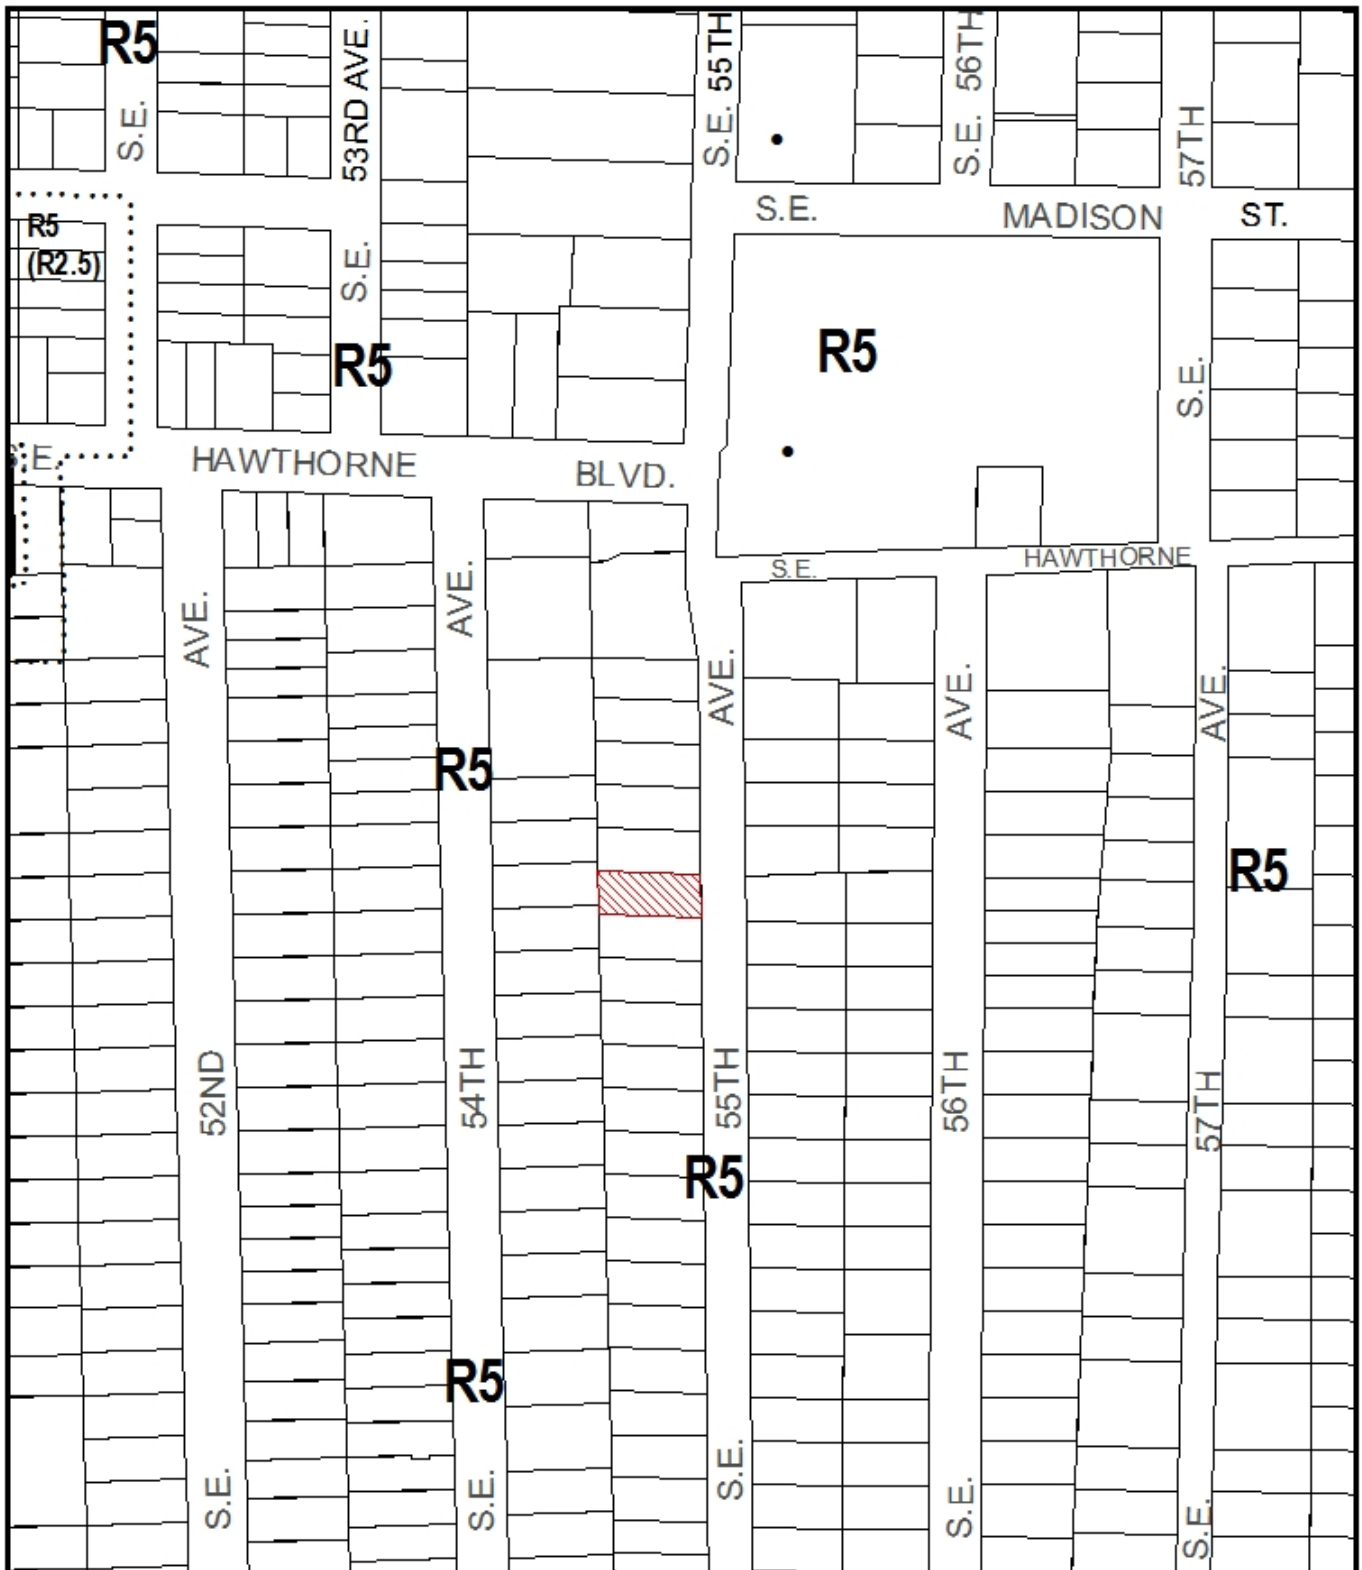 R5
S.E.
53RD AVE.
S.E.
S.E. 55TH
S.E. 56TH
57TH
S.E.
S.E. MADISON ST.
R5
(R2.5)
R5
R5
S.E. HAWTHORNE BLVD.
S.E. HAWTHORNE
AVE.
52ND
S.E.
AVE.
54TH
S.E.
AVE.
55TH
S.E.
AVE.
56TH
S.E.
AVE.
57TH
S.E.
R5
R5
R5
R5